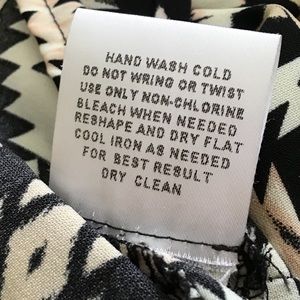 HAND WASH COLD
DO NOT WRING OR TWIST
USE ONLY NON-CHLORINE
BLEACH WHEN NEEDED
RESHAPE AND DRY FLAT
COOL IRON AS NEEDED
FOR BEST RESULT
DRY CLEAN